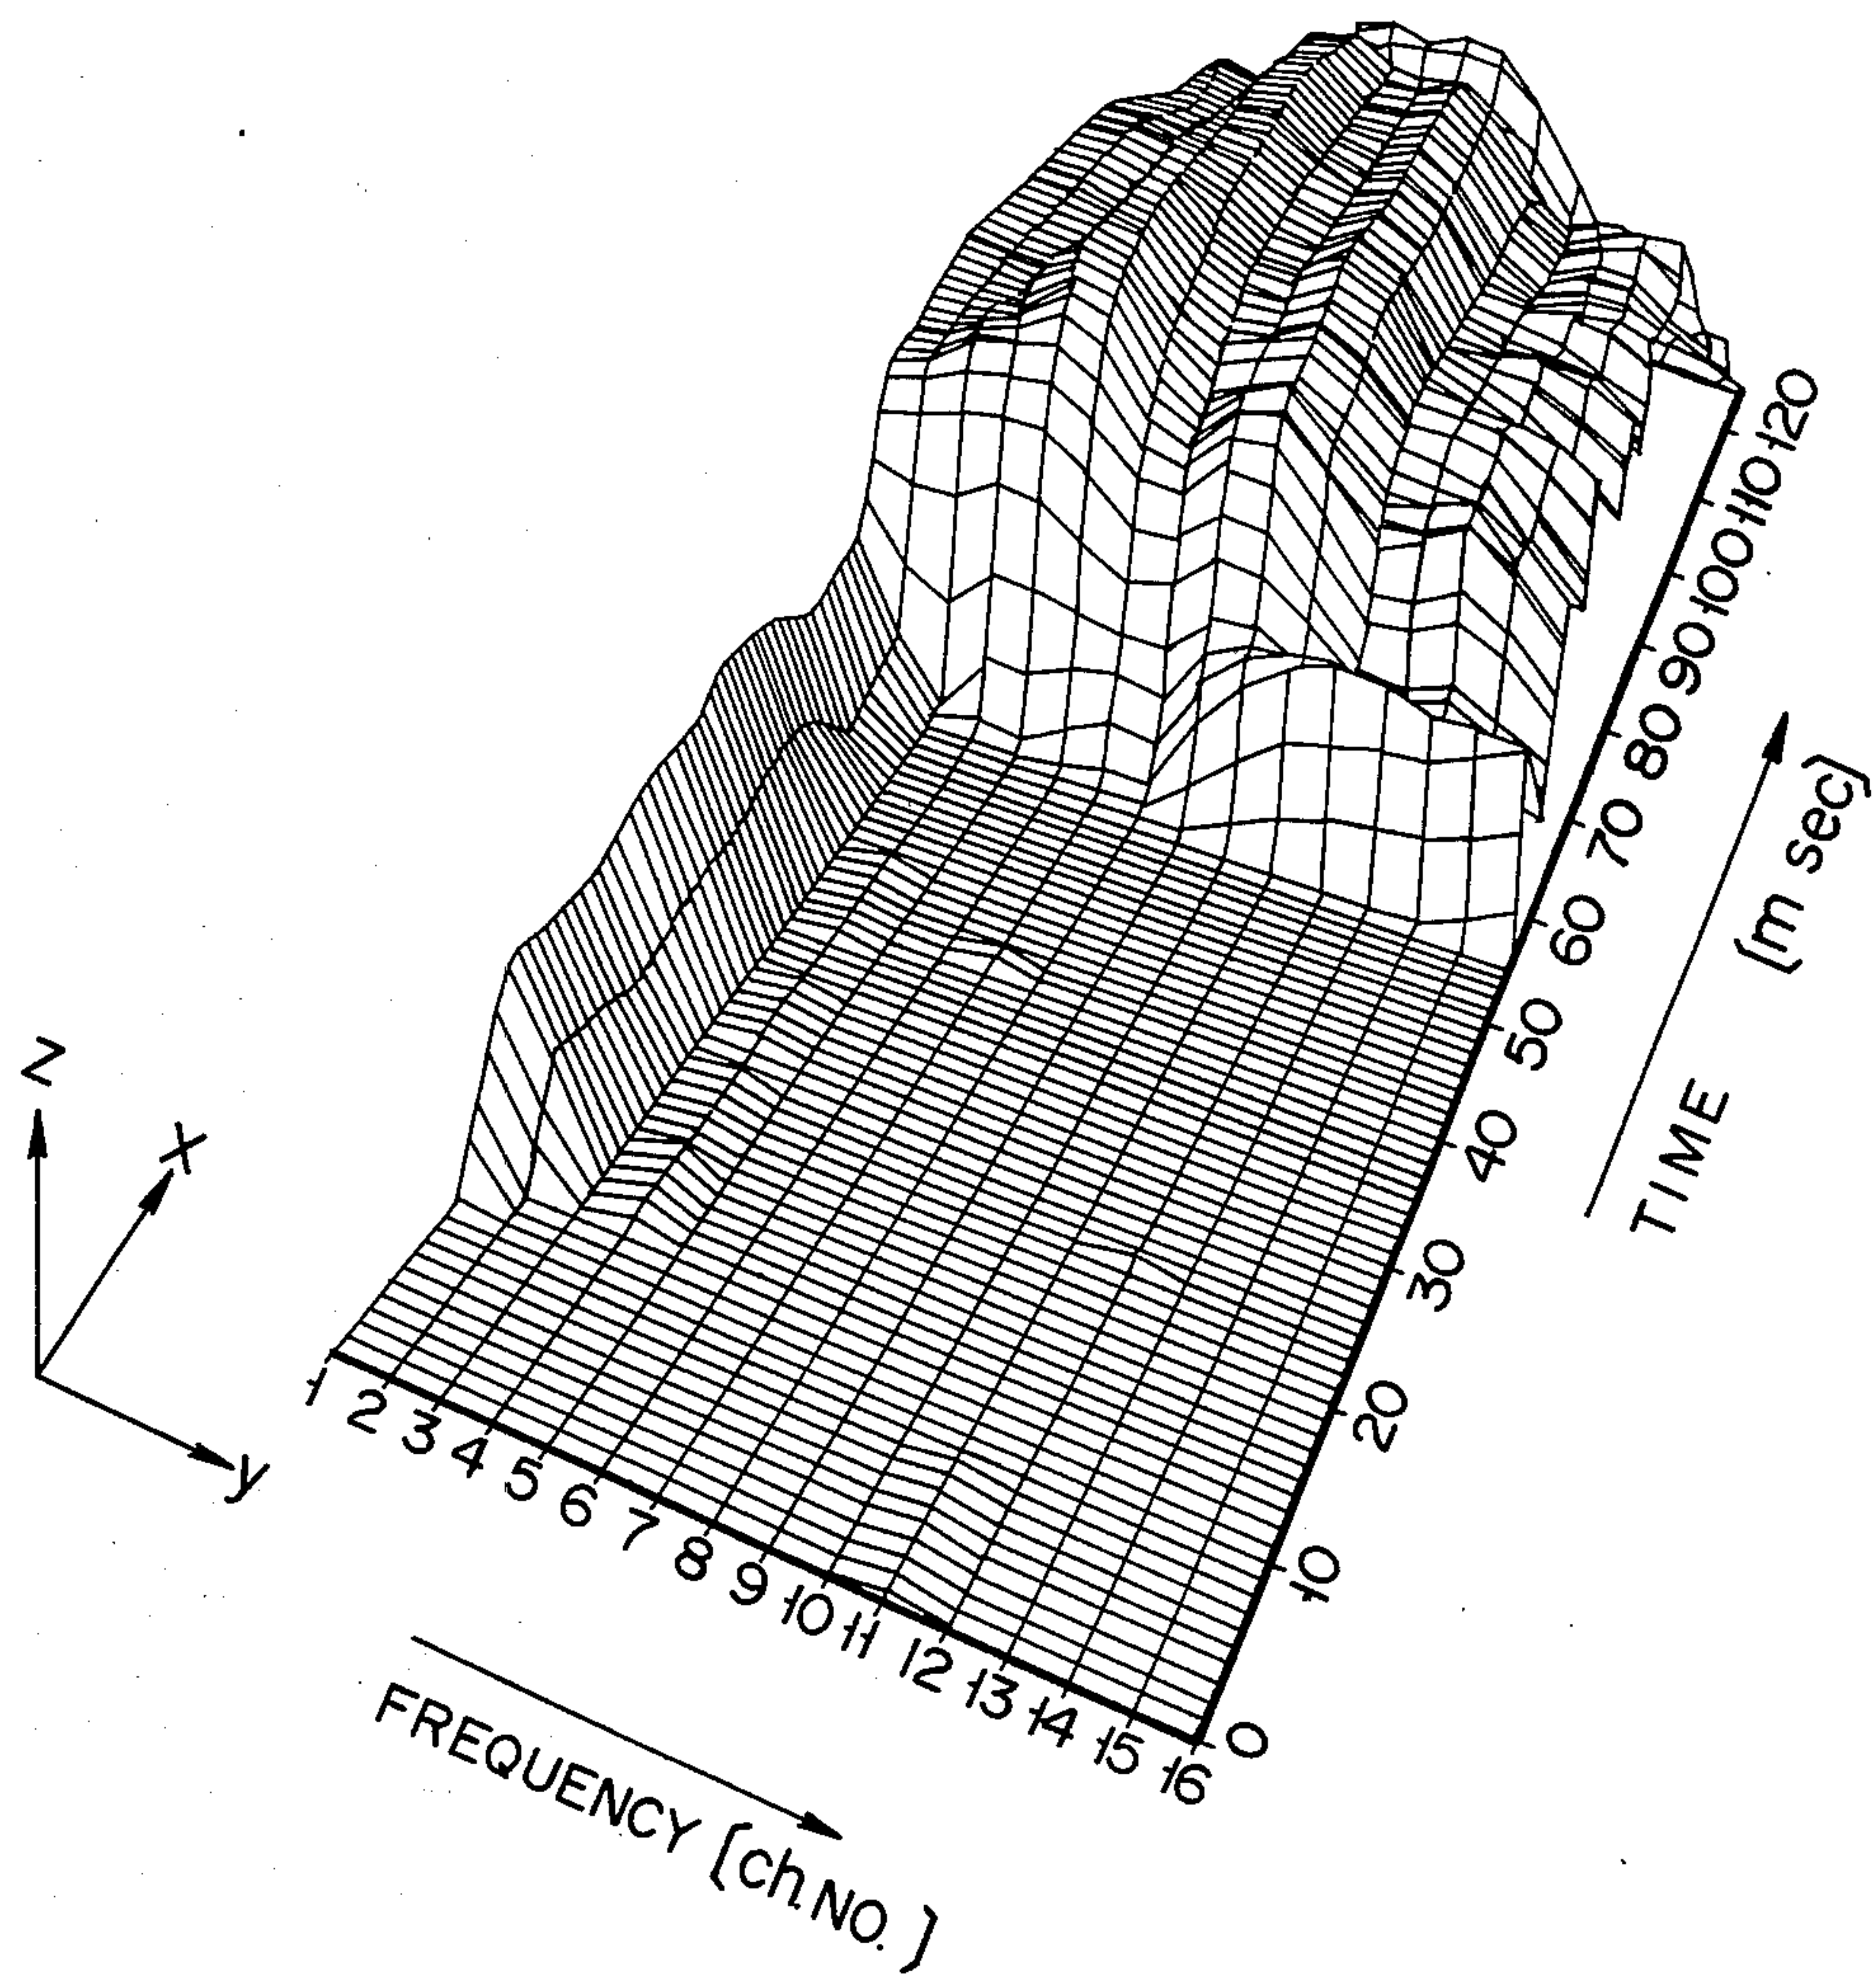 Z
X
y
1 2 3 4 5 6 7 8 9 10 11 12 13 14 15 16
FREQUENCY [ch.NO.]
0 10 20 30 40 50 60 70 80 90 100 110 120
TIME [m sec]